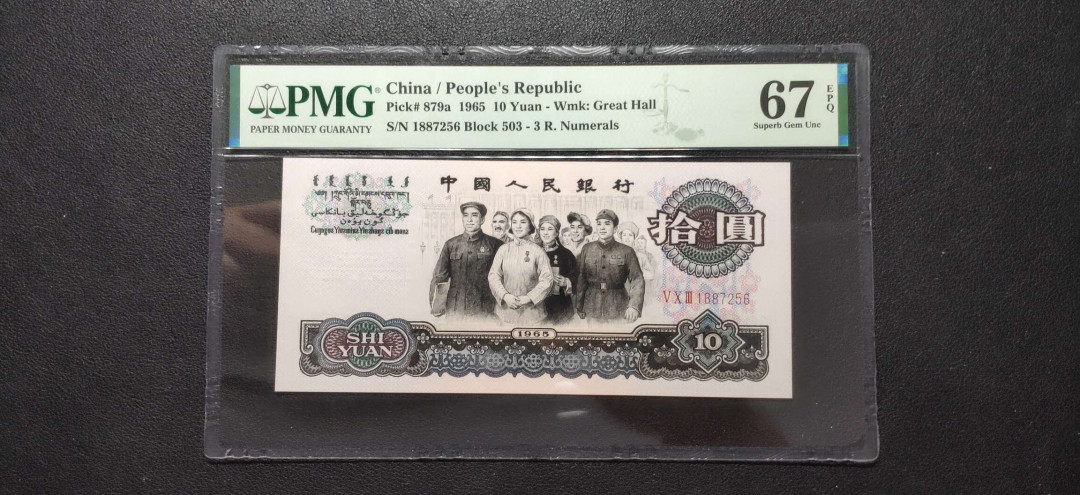 PMG
PAPER MONEY GUARANTY
China / People's Republic
Pick# 879a 1965 10 Yuan - Wmk: Great Hall
S/N 1887256 Block 503 - 3 R. Numerals
67 EPQ
Superb Gem Unc
中國人民銀行
拾圓
VXⅢ1887256
1965
SHI
YUAN
10